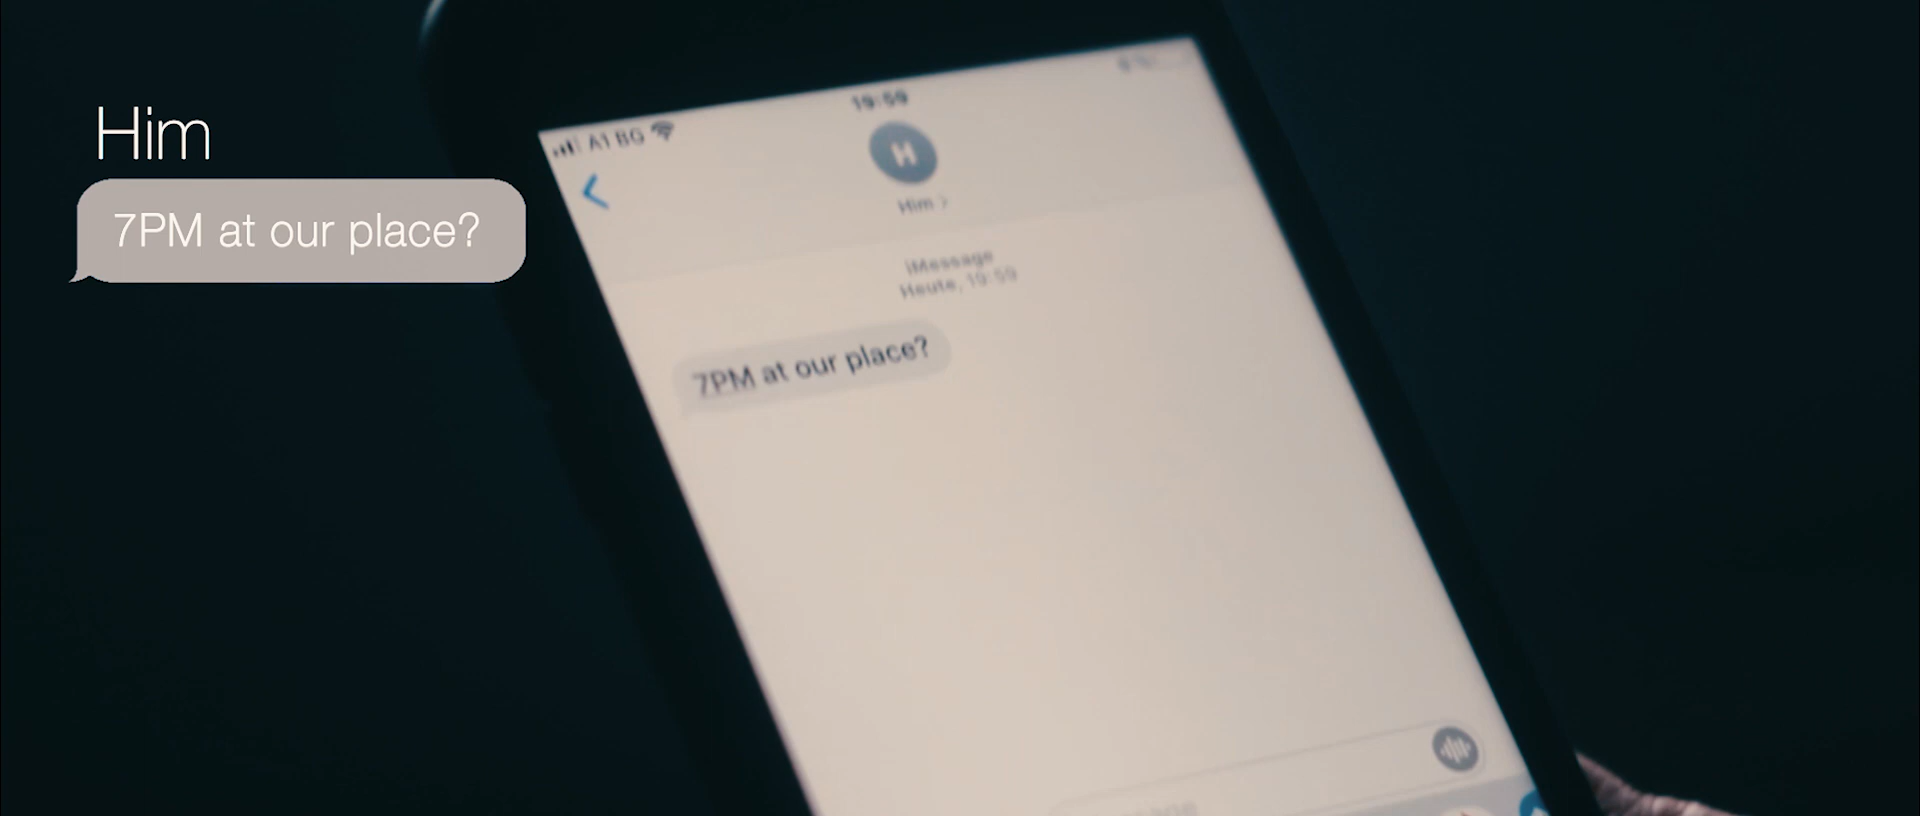 Him
7PM at our place?
19:59
A1 BG
H
Him >
iMessage
Heute, 19:59
7PM at our place?